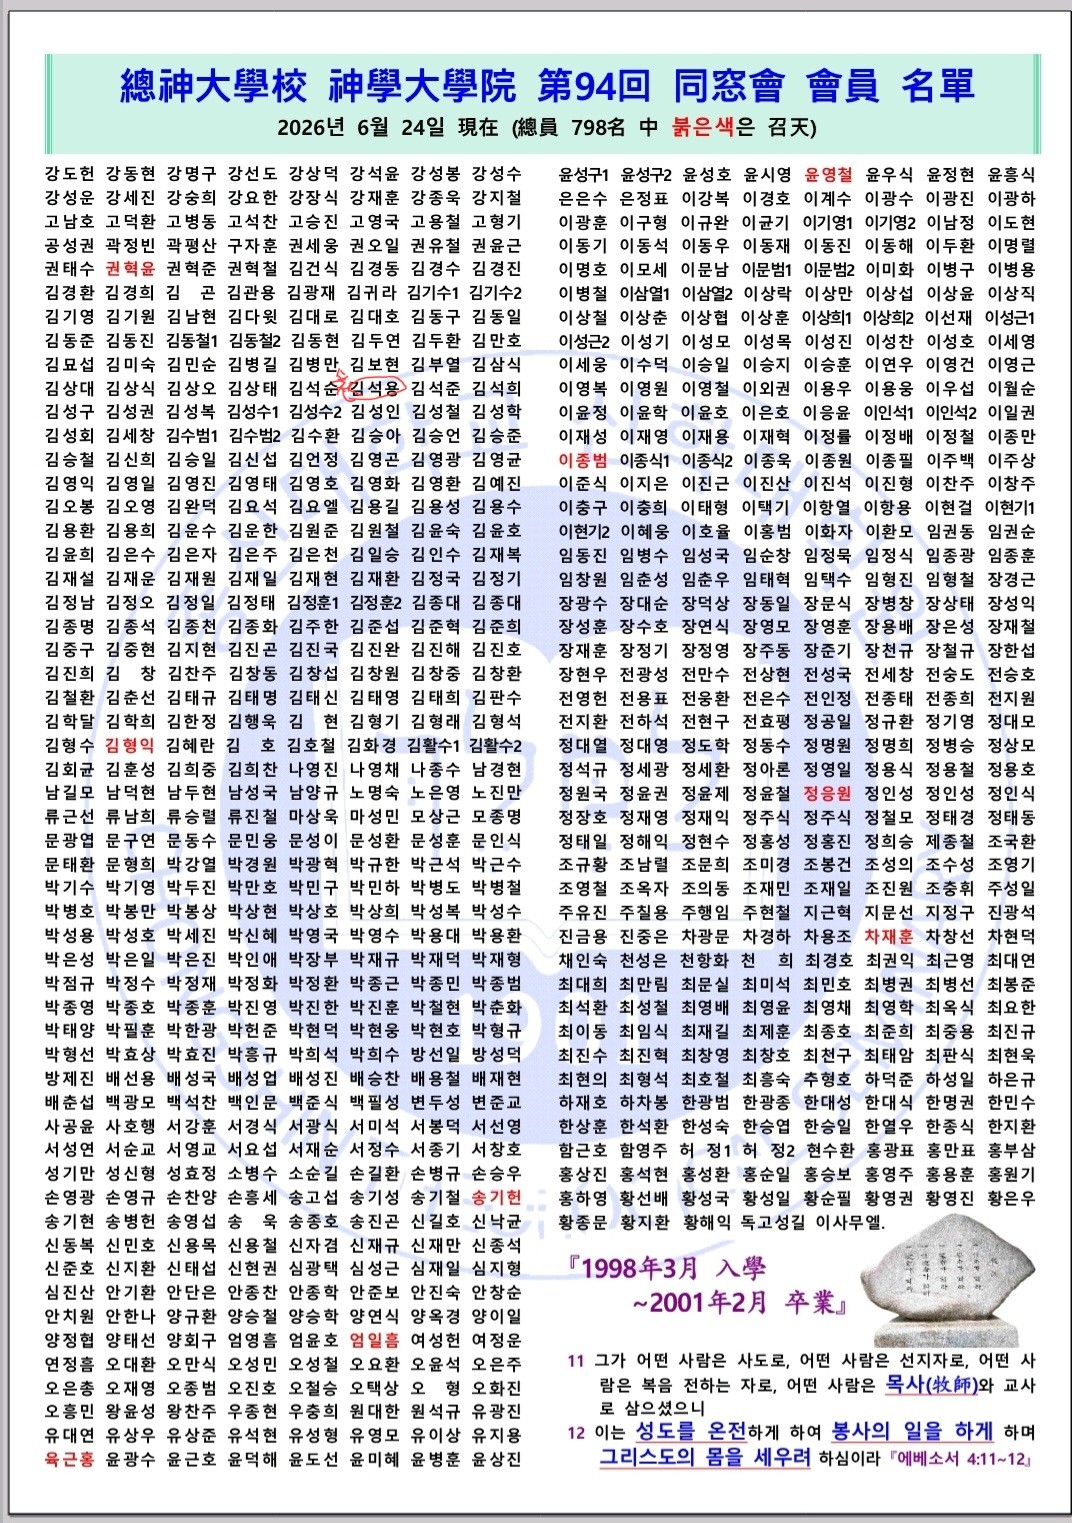 總神大學校 神學大學院 第94回 同窓會 會員 名單
2026년 6월 24일 現在 (總員 798名 中 붉은색은 召天)
강도헌 강동현 강명구 강선도 강상덕 강석윤 강성봉 강성수
강성운 강세진 강숭희 강요한 강장식 강재훈 강종욱 강지철
고남호 고덕환 고병동 고석찬 고승진 고영국 고용철 고형기
공성권 곽정빈 곽평산 구자훈 권세웅 권오일 권유철 권윤근
권태수 권혁윤 권혁준 권혁철 김건식 김경동 김경수 김경진
김경환 김경희 김 곤 김관용 김광재 김귀라 김기수1 김기수2
김기영 김기원 김남현 김다윗 김대로 김대호 김동구 김동일
김동준 김동진 김동철1 김동철2 김동현 김두연 김두환 김만호
김묘섭 김미숙 김민순 김병길 김병만 김보형 김부열 김삼식
김상대 김상식 김상오 김상태 김석순 김석용 김석준 김석희
김성구 김성권 김성복 김성수1 김성수2 김성인 김성철 김성학
김성회 김세창 김수범1 김수범2 김수환 김승아 김승언 김승준
김승철 김신희 김승일 김신섭 김언정 김영곤 김영광 김영균
김영익 김영일 김영진 김영태 김영호 김영화 김영환 김예진
김오봉 김오영 김완덕 김요석 김요엘 김용길 김용성 김용수
김용환 김용희 김운수 김운한 김원준 김원철 김윤숙 김윤호
김윤희 김은수 김은자 김은주 김은천 김일승 김인수 김재복
김재설 김재운 김재원 김재일 김재현 김재환 김정국 김정기
김정남 김정오 김정일 김정태 김정훈1 김정훈2 김종대 김종대
김종명 김종석 김종천 김종화 김주한 김준섭 김준혁 김준희
김중구 김중현 김지현 김진곤 김진국 김진완 김진해 김진호
김진희 김 창 김찬주 김창동 김창섭 김창원 김창중 김창환
김철환 김춘선 김태규 김태명 김태신 김태영 김태희 김판수
김학달 김학희 김한정 김행욱 김 현 김형기 김형래 김형석
김형수 김형익 김혜란 김 호 김호철 김화경 김활수1 김활수2
김회균 김훈성 김희중 김희찬 나영진 나영채 나종수 남경현
남길모 남덕현 남두현 남성국 남양규 노명숙 노은영 노진만
류근선 류남희 류승렬 류진철 마상욱 마성민 모상근 모종명
문광업 문구연 문동수 문민웅 문성이 문성환 문성훈 문인식
문태환 문형희 박강열 박경원 박광혁 박규한 박근석 박근수
박기수 박기영 박두진 박만호 박민구 박민하 박병도 박병철
박병호 박봉만 박봉상 박상현 박상호 박상희 박성복 박성수
박성용 박성호 박세진 박신혜 박영국 박영수 박용대 박용환
박은성 박은일 박은진 박인애 박장부 박재규 박재덕 박재형
박점규 박정수 박정재 박정화 박정환 박종근 박종민 박종범
박종영 박종호 박종홍 박진영 박진한 박진훈 박철현 박춘화
박태양 박필훈 박한광 박헌준 박현덕 박현웅 박현호 박형규
박형선 박효상 박효진 박흥규 박희석 박희수 방선일 방성덕
방제진 배선용 배성국 배성업 배성진 배승찬 배용철 배재현
배춘섭 백광모 백석찬 백인문 백준식 백필성 변두성 변준교
사공윤 사호행 서강훈 서경식 서광식 서미석 서봉덕 서선영
서성연 서순교 서영교 서요섭 서재순 서정수 서종기 서창호
성기만 성신형 성효정 소병수 소순길 손길환 손병규 손승우
손영광 손영규 손찬양 손흥세 송고섭 송기성 송기철 송기헌
송기현 송병헌 송영섭 송 욱 송종호 송진곤 신길호 신낙균
신동복 신민호 신용목 신용철 신자겸 신재규 신재만 신종석
신준호 신지환 신태섭 신현권 심광택 심성근 심재일 심지형
심진산 안기환 안단은 안종찬 안종학 안준보 안진숙 안창순
안치원 안한나 양규환 양승철 양승학 양연식 양옥경 양이일
양정협 양태선 양회구 엄영흠 엄윤호 엄일흠 여성헌 여정운
연정흠 오대환 오만식 오성민 오성철 오요환 오윤석 오은주
오은총 오재영 오종범 오진호 오철승 오택상 오 형 오화진
오흥민 왕윤성 왕찬주 우종현 우충희 원대한 원석규 유광진
유대연 유상우 유상준 유석현 유성형 유영모 유이상 유지용
육근홍 윤광수 윤근호 윤덕해 윤도선 윤미혜 윤병훈 윤상진
윤성구1 윤성구2 윤성호 윤시영 윤영철 윤우식 윤정현 윤흥식
은은수 은정표 이강복 이경호 이계수 이광수 이광진 이광하
이광훈 이구형 이규완 이균기 이기영1 이기영2 이남정 이도현
이동기 이동석 이동우 이동재 이동진 이동해 이두환 이명렬
이명호 이모세 이문남 이문범1 이문범2 이미화 이병구 이병용
이병철 이삼열1 이삼열2 이상락 이상만 이상섭 이상윤 이상직
이상철 이상춘 이상협 이상훈 이상희1 이상희2 이선재 이성근1
이성근2 이성기 이성모 이성목 이성진 이성찬 이성호 이세영
이세웅 이수덕 이승일 이승지 이승훈 이연우 이영건 이영근
이영복 이영원 이영철 이외권 이용우 이용웅 이우섭 이월순
이윤정 이윤학 이윤호 이은호 이응윤 이인석1 이인석2 이일권
이재성 이재영 이재용 이재혁 이정률 이정배 이정철 이종만
이종범 이종식1 이종식2 이종욱 이종원 이종필 이주백 이주상
이준식 이지은 이진근 이진산 이진석 이진형 이찬주 이창주
이충구 이충희 이태형 이택기 이항열 이항용 이현걸 이현기1
이현기2 이혜웅 이호율 이홍범 이화자 이환모 임권동 임권순
임동진 임병수 임성국 임순창 임정묵 임정식 임종광 임종훈
임창원 임춘성 임춘우 임태혁 임택수 임형진 임형철 장경근
장광수 장대순 장덕상 장동일 장문식 장병창 장상태 장성익
장성훈 장수호 장연식 장영모 장영훈 장용배 장은성 장재철
장재훈 장정기 장정영 장주동 장준기 장천규 장철규 장한섭
장현우 전광성 전만수 전상현 전성국 전세창 전승도 전승호
전영헌 전용표 전웅환 전은수 전인정 전종태 전종희 전지원
전지환 전하석 전현구 전효평 정공일 정규환 정기영 정대모
정대열 정대영 정도학 정동수 정명원 정명희 정병승 정상모
정석규 정세광 정세환 정아론 정영일 정용식 정용철 정용호
정원국 정윤권 정윤제 정윤철 정응원 정인성 정인성 정인식
정장호 정재영 정재익 정주식 정주식 정철모 정태경 정태동
정태일 정해익 정현수 정홍성 정홍진 정희승 제종철 조국환
조규황 조남렬 조문희 조미경 조봉건 조성의 조수성 조영기
조영철 조옥자 조의동 조재민 조재일 조진원 조충휘 주성일
주유진 주칠용 주행임 주현철 지근혁 지문선 지정구 진광석
진금용 진중은 차광문 차경하 차용조 차재훈 차창선 차현덕
채인숙 천성은 천항화 천 희 최경호 최권익 최근영 최대연
최대희 최만림 최문실 최미석 최민호 최병권 최병선 최봉준
최석환 최성철 최영배 최영윤 최영채 최영학 최옥식 최요한
최이동 최임식 최재길 최제훈 최종호 최준희 최중용 최진규
최진수 최진혁 최창영 최창호 최천구 최태암 최판식 최현욱
최현의 최형석 최호철 최흥숙 추형호 하덕준 하성일 하은규
하재호 하차봉 한광범 한광종 한대성 한대식 한명권 한민수
한상훈 한석환 한성숙 한승업 한승일 한열우 한종식 한지환
함근호 함영주 허 정1 허 정2 현수환 홍광표 홍만표 홍부삼
홍상진 홍석현 홍성환 홍순일 홍승보 홍영주 홍용훈 홍원기
홍하영 황선배 황성국 황성일 황순필 황영권 황영진 황은우
황종문 황지환 황해익 독고성길 이사무엘.
『1998年3月 入學
~2001年2月 卒業』
11 그가 어떤 사람은 사도로, 어떤 사람은 선지자로, 어떤 사
람은 복음 전하는 자로, 어떤 사람은 목사(牧師)와 교사
로 삼으셨으니
12 이는 성도를 온전하게 하여 봉사의 일을 하게 하며
그리스도의 몸을 세우려 하심이라『에베소서 4:11~12』